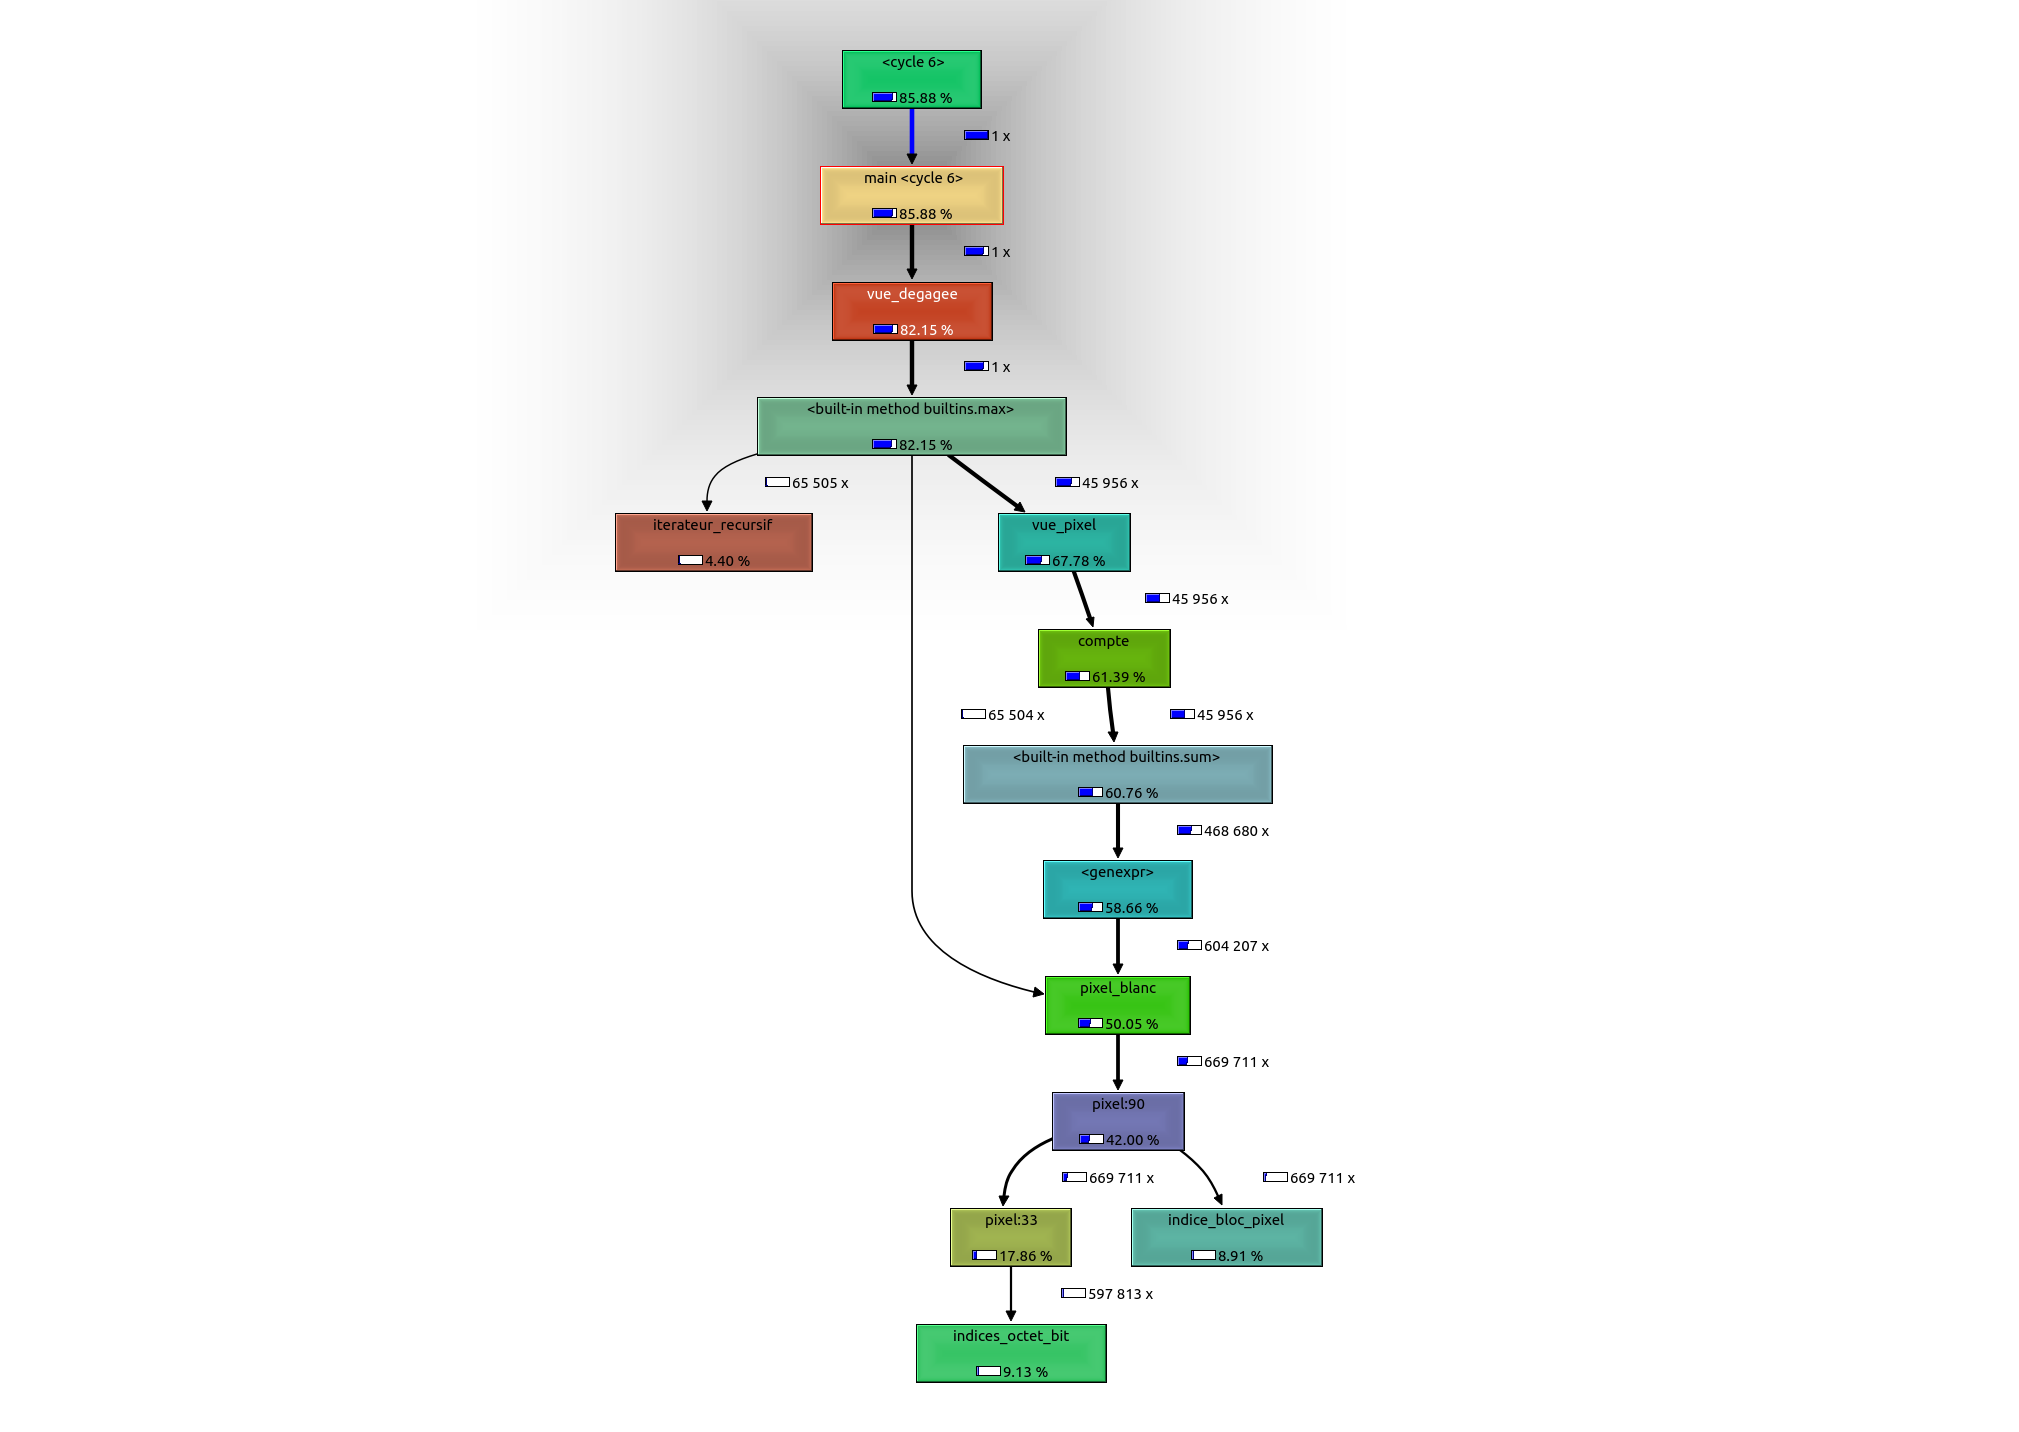 <cycle 6>
85.88 %
1 x
main <cycle 6>
85.88 %
1 x
vue_degagee
82.15 %
1 x
<built-in method builtins.max>
82.15 %
65 505 x
45 956 x
iterateur_recursif
4.40 %
vue_pixel
67.78 %
45 956 x
compte
61.39 %
65 504 x
45 956 x
<built-in method builtins.sum>
60.76 %
468 680 x
<genexpr>
58.66 %
604 207 x
pixel_blanc
50.05 %
669 711 x
pixel:90
42.00 %
669 711 x
669 711 x
pixel:33
17.86 %
indice_bloc_pixel
8.91 %
597 813 x
indices_octet_bit
9.13 %